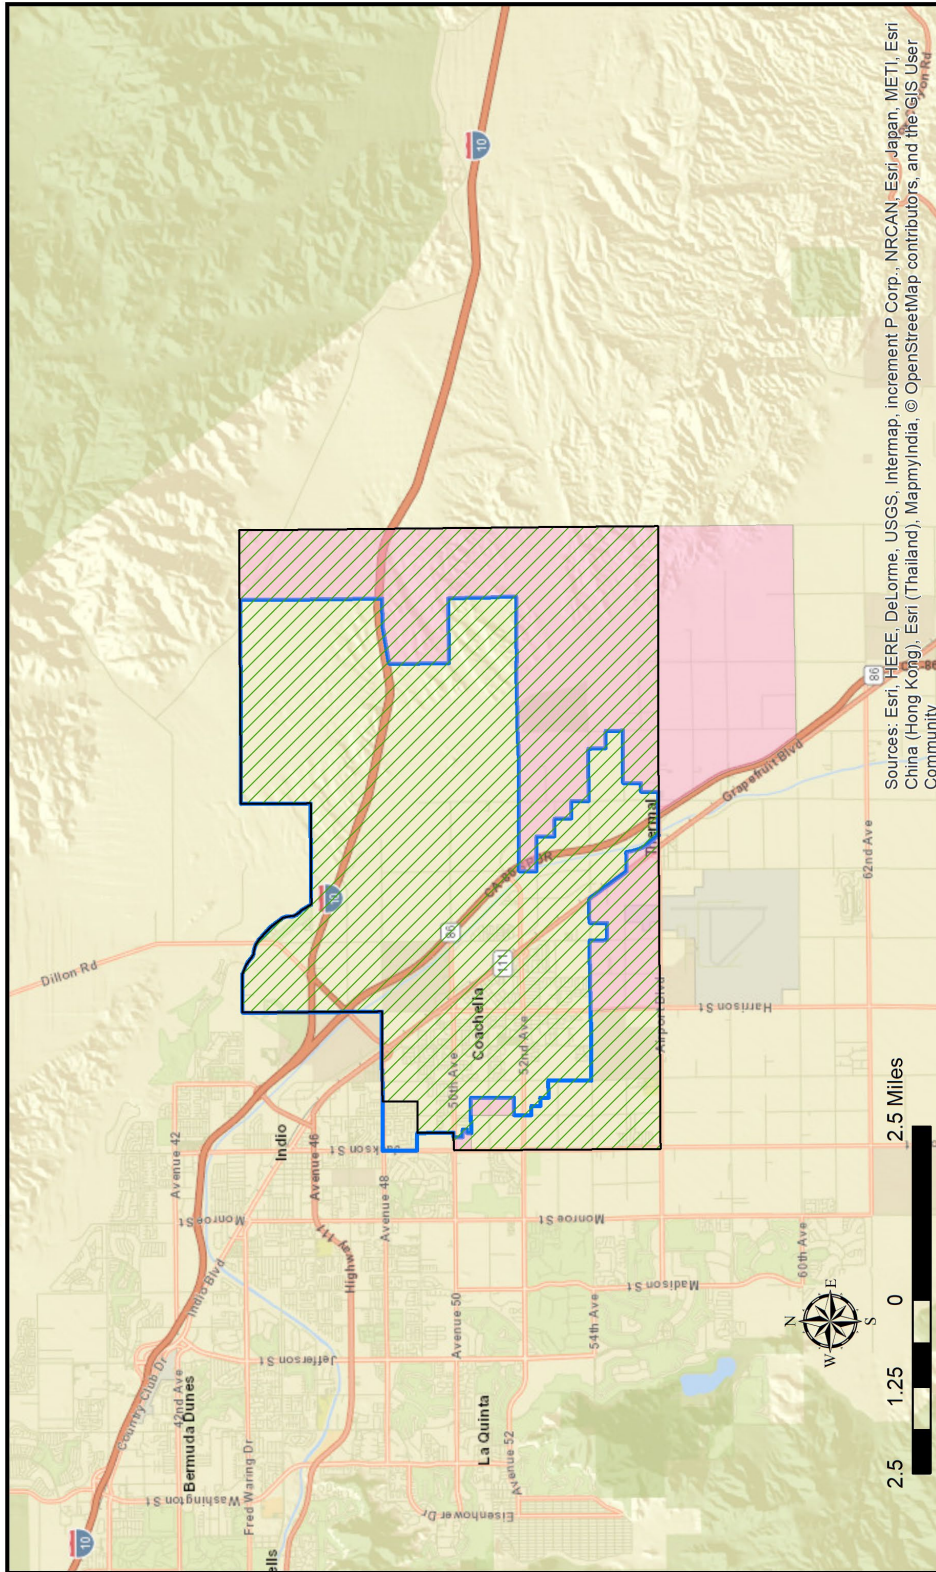 10
Sources: Esri, HERE, DeLorme, USGS, Intermap, increment P Corp., NRCAN, Esri Japan, METI, Esri
China (Hong Kong), Esri (Thailand), MapmyIndia, © OpenStreetMap contributors, and the GIS User
Community
86
Grapefruit Blvd
Thermal
62nd Ave
10
86
111
Dillon Rd
Coachella
50th Ave
52nd Ave
Airport Blvd
Harrison St
Indio
Avenue 42
Avenue 46
Avenue 48
Monroe St
Monroe St
Highway 111
Indio Blvd
Madison St
60th Ave
54th Ave
Avenue 50
Jefferson St
Country Club Dr
42nd Ave
Bermuda Dunes
Fred Waring Dr
Washington St
La Quinta
Avenue 52
Eisenhower Dr
10
ells
N
E
S
W
2.5
1.25
0
2.5 Miles